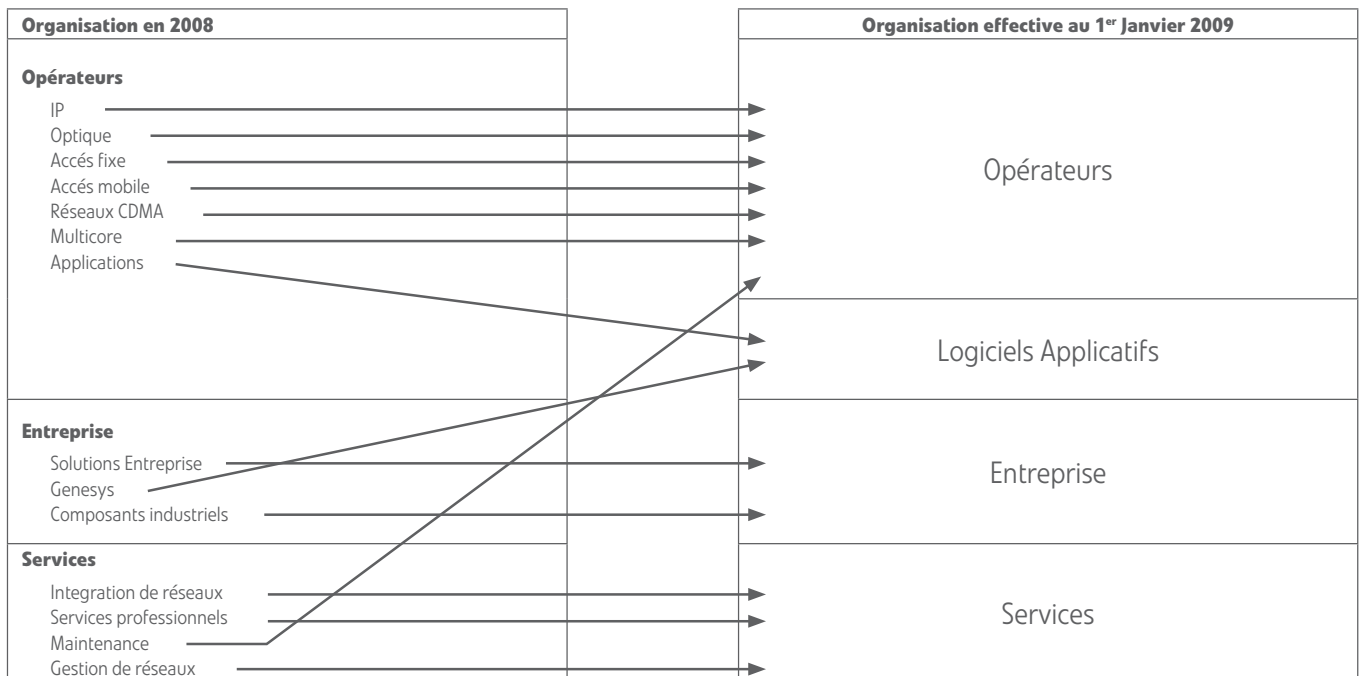 Organisation en 2008
Organisation effective au 1er Janvier 2009
Opérateurs
IP
Optique
Accés fixe
Accés mobile
Réseaux CDMA
Multicore
Applications
Opérateurs
Logiciels Applicatifs
Entreprise
Solutions Entreprise
Genesys
Composants industriels
Entreprise
Services
Integration de réseaux
Services professionnels
Maintenance
Gestion de réseaux
Services